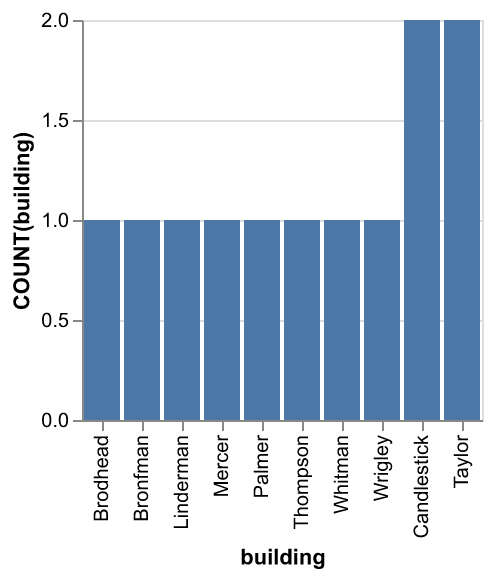 COUNT(building)
2.0
1.5
1.0
0.5
0.0
Brodhead
Bronfman
Linderman
Mercer
Palmer
Thompson
Whitman
Wrigley
Candlestick
Taylor
building